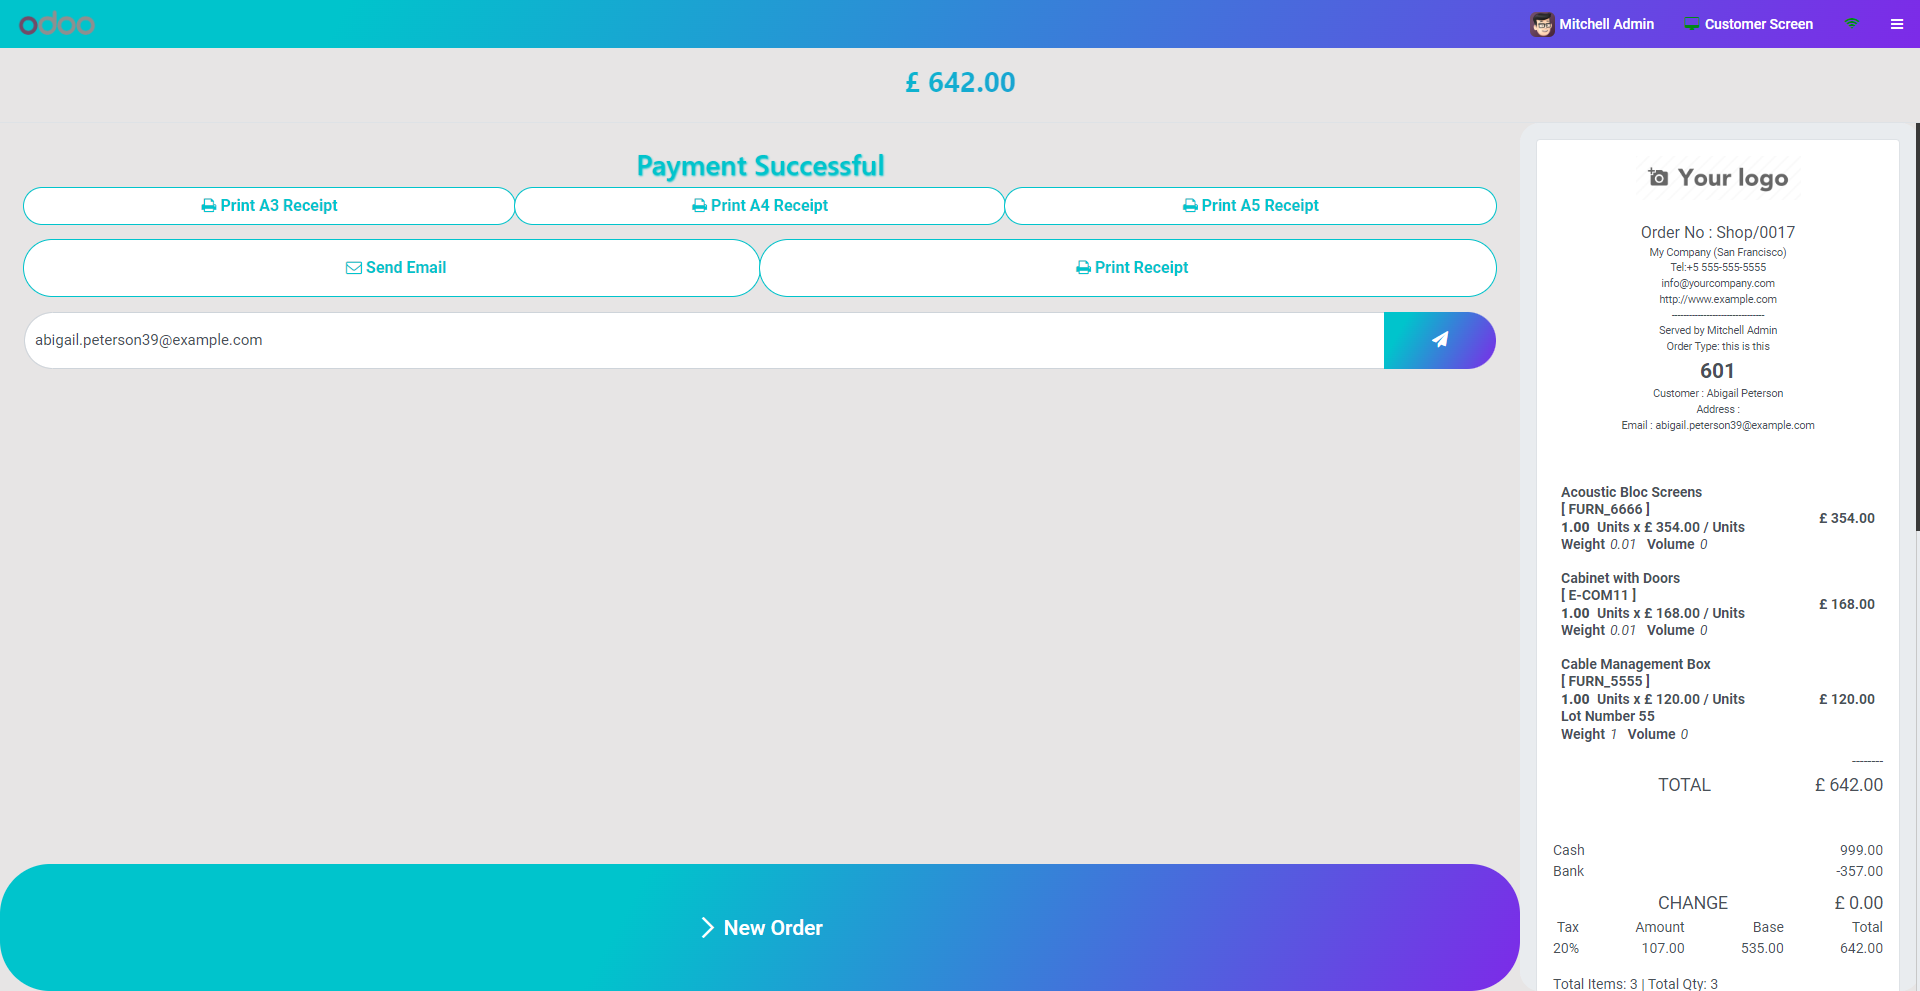 odoo
Mitchell Admin
Customer Screen
£ 642.00
Payment Successful
Print A3 Receipt
Print A4 Receipt
Print A5 Receipt
Send Email
Print Receipt
abigail.peterson39@example.com
New Order
Your logo
Order No : Shop/0017
My Company (San Francisco)
Tel:+5 555-555-5555
info@yourcompany.com
http://www.example.com
--------------------------------
Served by Mitchell Admin
Order Type: this is this
601
Customer : Abigail Peterson
Address :
Email : abigail.peterson39@example.com
Acoustic Bloc Screens
[ FURN_6666 ]
1.00 Units x £ 354.00 / Units
£ 354.00
Weight 0.01 Volume 0
Cabinet with Doors
[ E-COM11 ]
1.00 Units x £ 168.00 / Units
£ 168.00
Weight 0.01 Volume 0
Cable Management Box
[ FURN_5555 ]
1.00 Units x £ 120.00 / Units
£ 120.00
Lot Number 55
Weight 1 Volume 0
--------
TOTAL £ 642.00
Cash 999.00
Bank -357.00
CHANGE £ 0.00
Tax Amount Base Total
20% 107.00 535.00 642.00
Total Items: 3 | Total Qty: 3